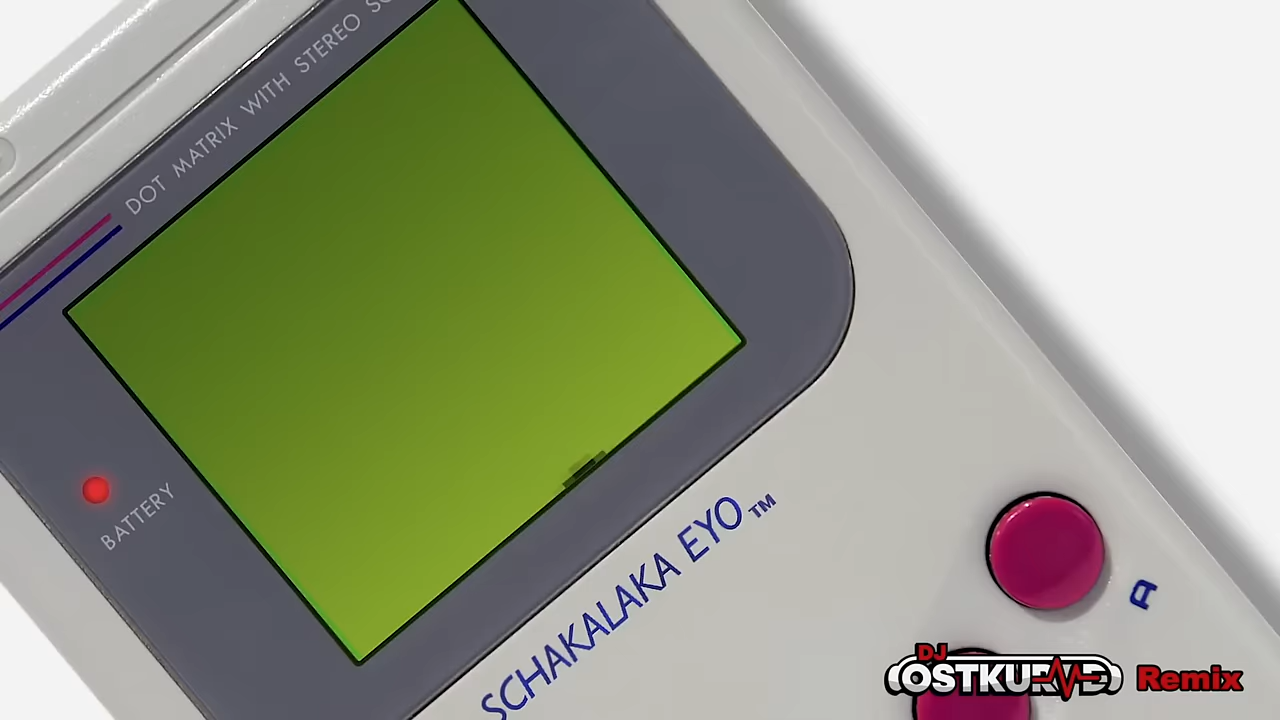 DOT MATRIX WITH STEREO SO
BATTERY
SCHAKALAKA EYO™
A
DJ
OSTKURVE
Remix